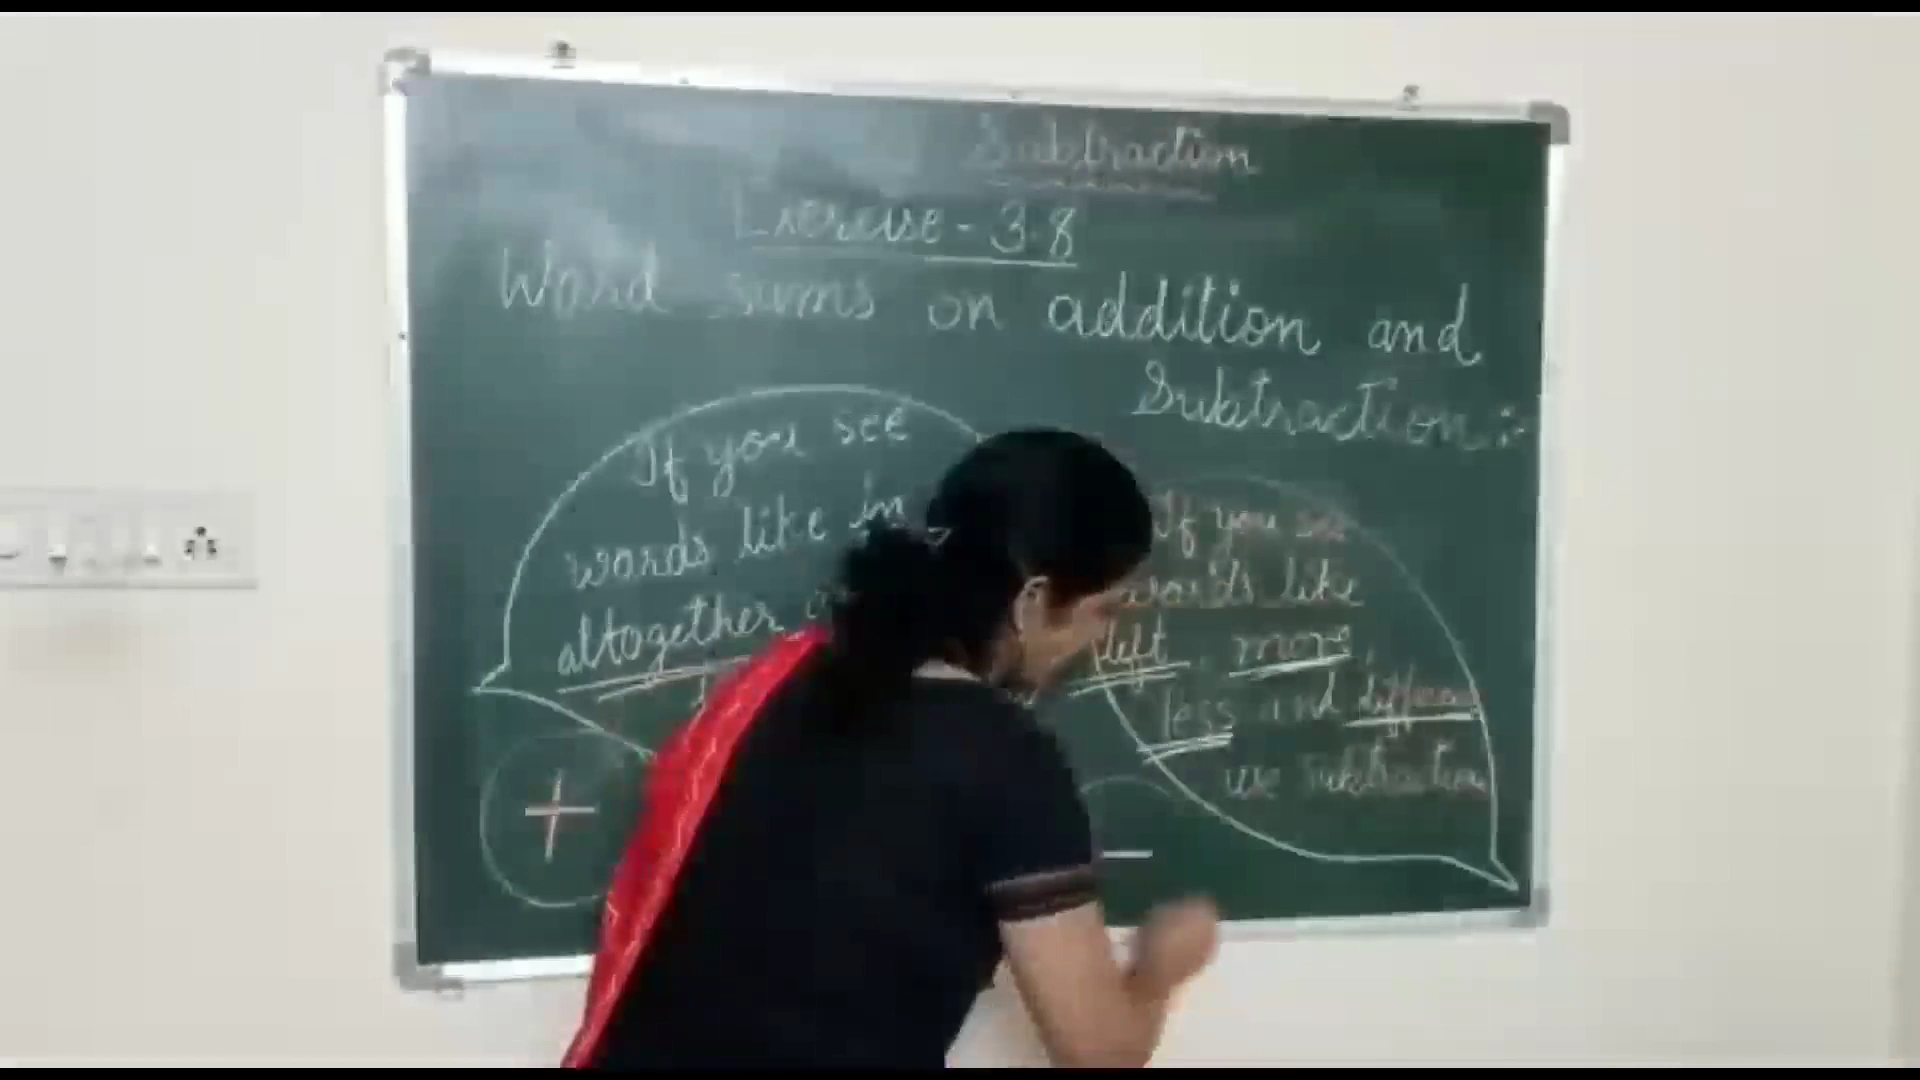 Subtraction
Exercise - 3.8
Word sums on addition and
Subtraction :-
If you see
words like in
altogether
+
If you see
words like
left, more,
less and difference
use subtraction
−